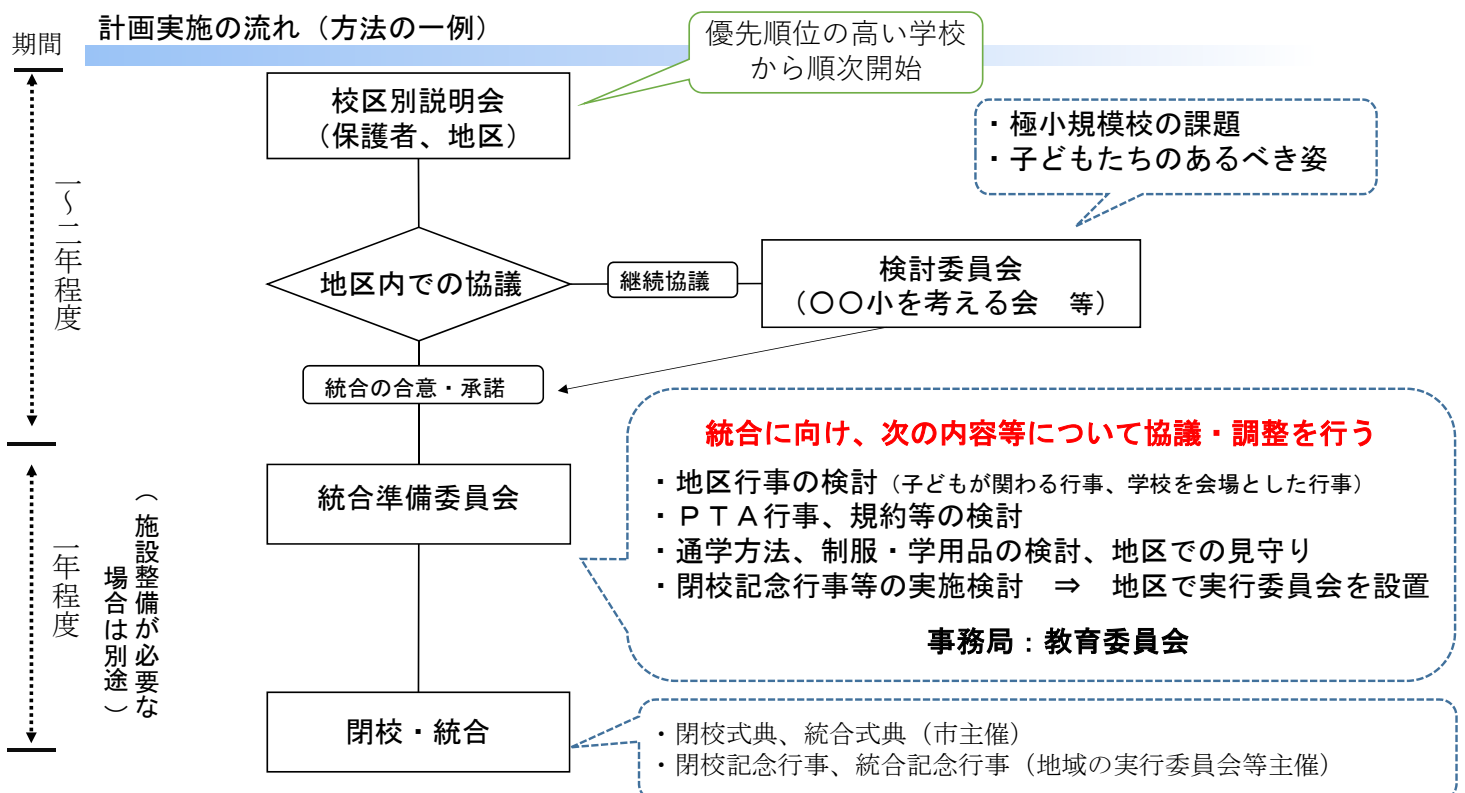 計画実施の流れ（方法の一例）
期間
優先順位の高い学校
から順次開始
校区別説明会
（保護者、地区）
・極小規模校の課題
・子どもたちのあるべき姿
一～二年程度
地区内での協議
継続協議
検討委員会
（〇〇小を考える会　等）
統合の合意・承諾
統合に向け、次の内容等について協議・調整を行う
・地区行事の検討（子どもが関わる行事、学校を会場とした行事）
・ＰＴＡ行事、規約等の検討
・通学方法、制服・学用品の検討、地区での見守り
・閉校記念行事等の実施検討　⇒　地区で実行委員会を設置
事務局：教育委員会
統合準備委員会
一年程度
（施設整備が必要な
場合は別途）
閉校・統合
・閉校式典、統合式典（市主催）
・閉校記念行事、統合記念行事（地域の実行委員会等主催）